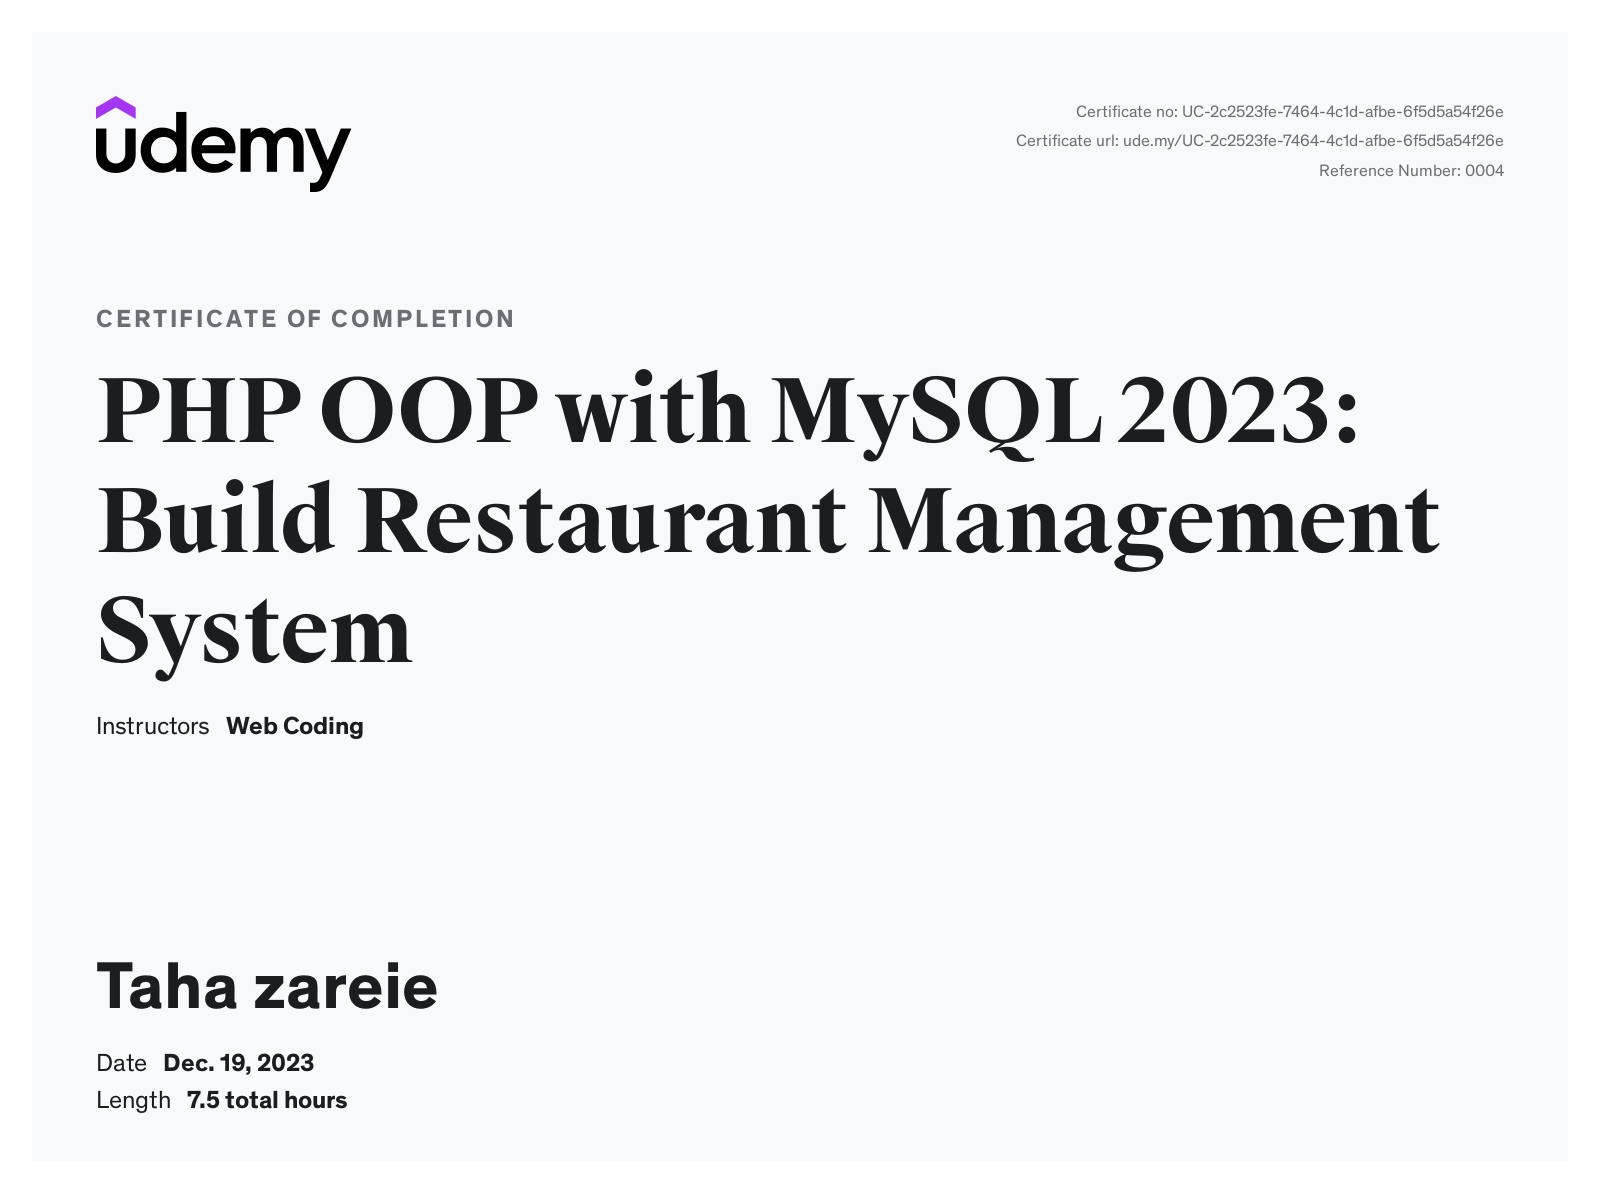 udemy
Certificate no: UC-2c2523fe-7464-4c1d-afbe-6f5d5a54f26e
Certificate url: ude.my/UC-2c2523fe-7464-4c1d-afbe-6f5d5a54f26e
Reference Number: 0004
CERTIFICATE OF COMPLETION
PHP OOP with MySQL 2023:
Build Restaurant Management
System
Instructors Web Coding
Taha zareie
Date Dec. 19, 2023
Length 7.5 total hours